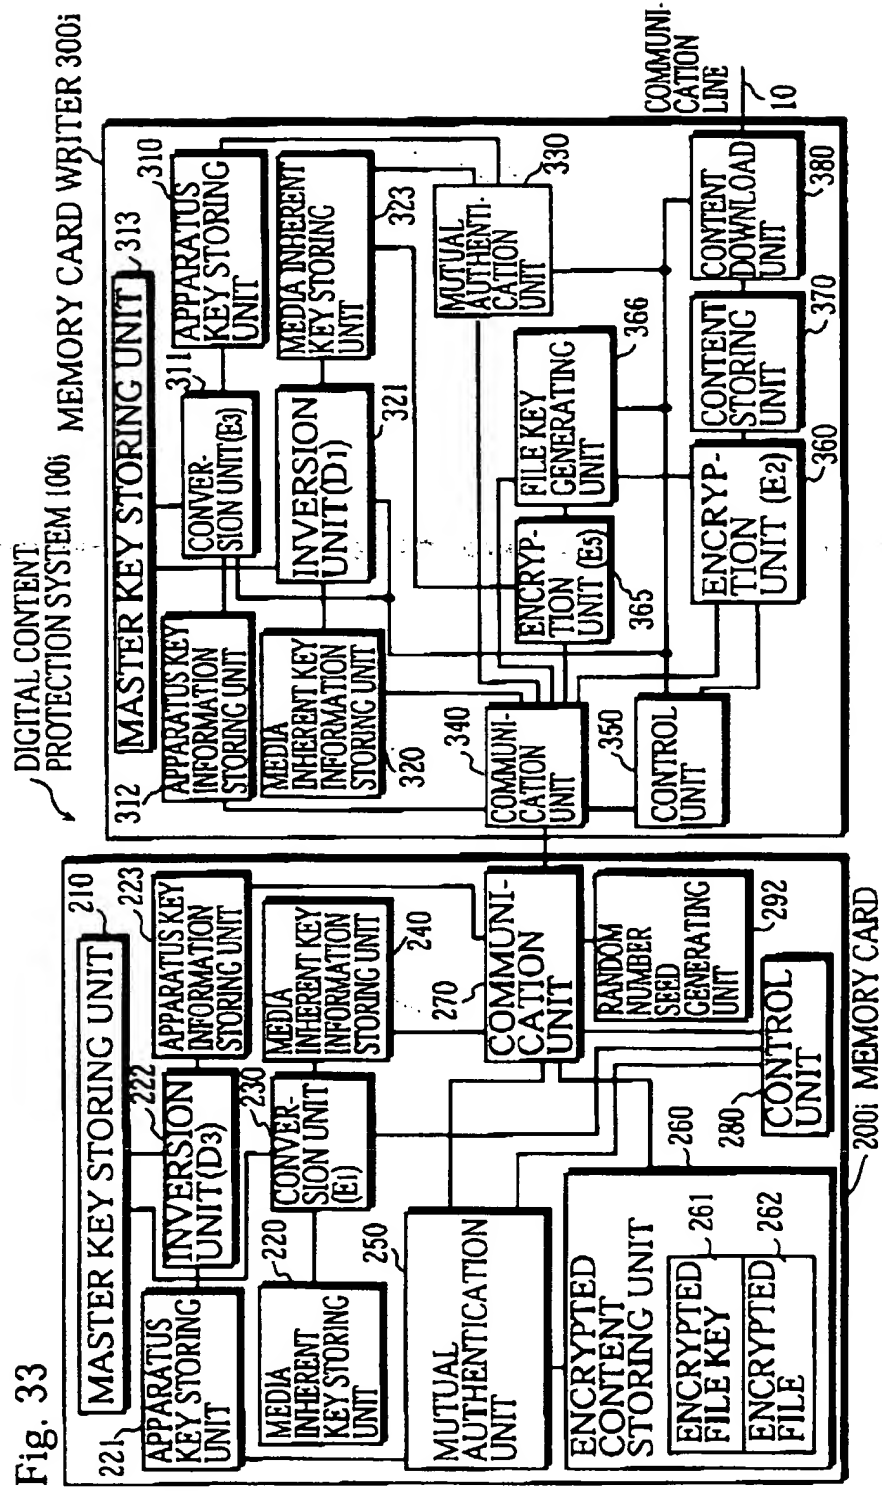 Fig. 33
DIGITAL CONTENT
PROTECTION SYSTEM 100i
MEMORY CARD WRITER 300i
MASTER KEY STORING UNIT
210
APPARATUS
KEY STORING
UNIT
221
INVERSION
UNIT(D3)
222
APPARATUS KEY
INFORMATION
STORING UNIT
223
MEDIA
INHERENT
KEY STORING
UNIT
220
CONVER-
SION UNIT
(E1)
230
MEDIA
INHERENT KEY
INFORMATION
STORING UNIT
240
MUTUAL
AUTHENTICATION
UNIT
250
COMMUNI-
CATION
UNIT
270
ENCRYPTED
CONTENT
STORING UNIT
260
ENCRYPTED
FILE KEY
261
ENCRYPTED
FILE
262
RANDOM
NUMBER
SEED
GENERATING
UNIT
292
CONTROL
UNIT
280
200i MEMORY CARD
MASTER KEY STORING UNIT
313
APPARATUS KEY
INFORMATION
STORING UNIT
312
CONVER-
SION UNIT(E3)
311
APPARATUS
KEY STORING
UNIT
310
MEDIA
INHERENT KEY
INFORMATION
STORING UNIT
320
INVERSION
UNIT(D1)
321
MEDIA INHERENT
KEY STORING
UNIT
323
COMMUNI-
CATION
UNIT
340
MUTUAL
AUTHENTI-
CATION
UNIT
330
ENCRYP-
TION
UNIT (E5)
365
FILE KEY
GENERATING
UNIT
366
CONTROL
UNIT
350
ENCRYP-
TION
UNIT (E2)
360
CONTENT
STORING
UNIT
370
CONTENT
DOWNLOAD
UNIT
380
COMMUNI-
CATION
LINE
10